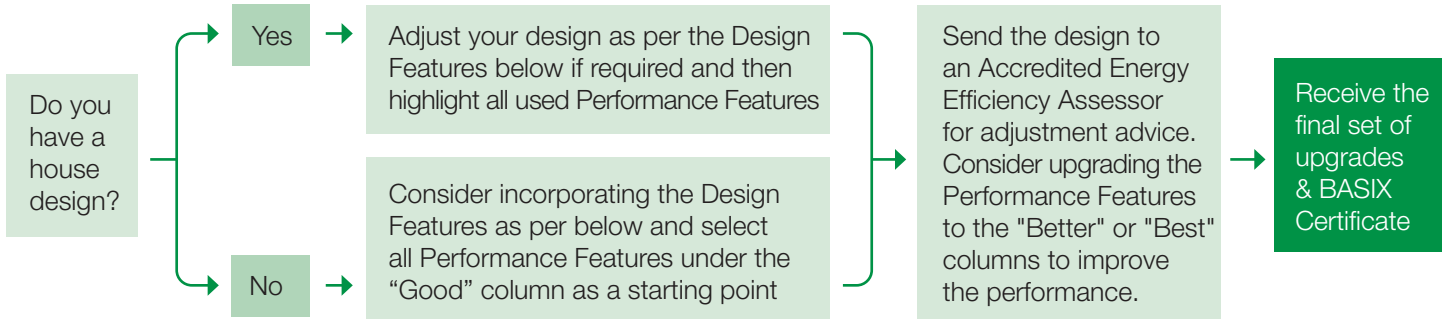 Do you
have a
house
design?
Yes
Adjust your design as per the Design
Features below if required and then
highlight all used Performance Features
No
Consider incorporating the Design
Features as per below and select
all Performance Features under the
“Good” column as a starting point
Send the design to
an Accredited Energy
Efficiency Assessor
for adjustment advice.
Consider upgrading the
Performance Features
to the "Better" or "Best"
columns to improve
the performance.
Receive the
final set of
upgrades
& BASIX
Certificate